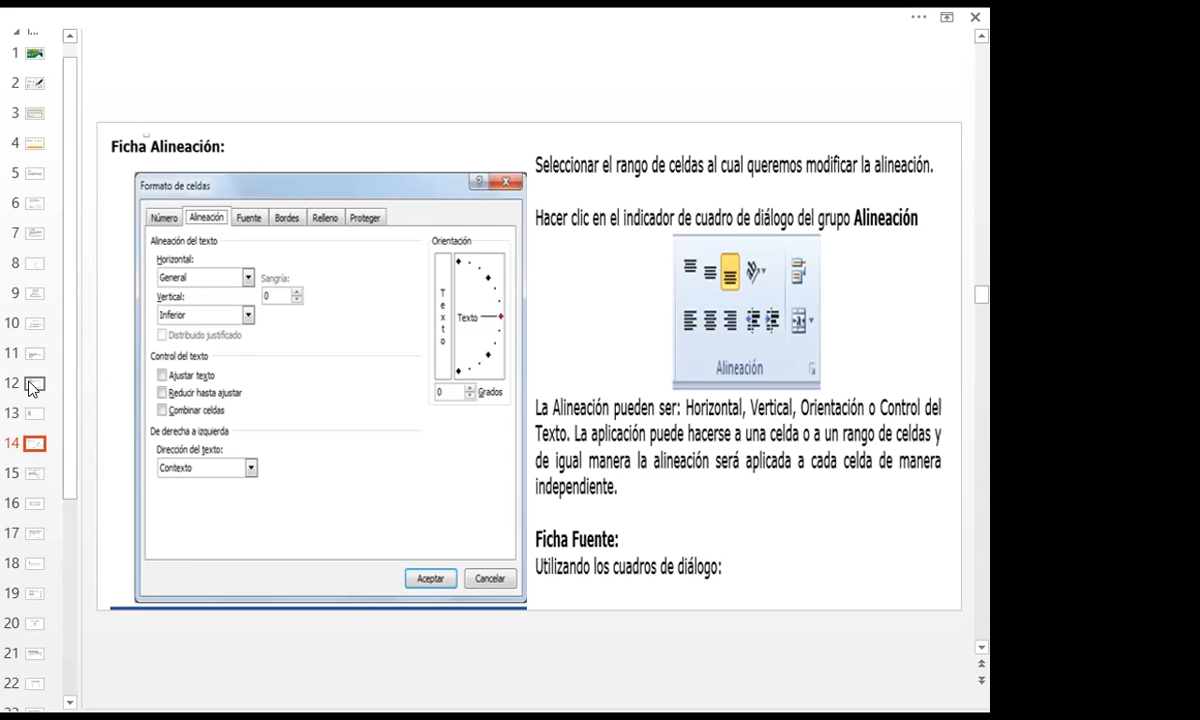 I...
1
2
3
4
5
6
7
8
9
10
11
12
13
14
15
16
17
18
19
20
21
22
Ficha Alineación:
Formato de celdas
Número Alineación Fuente Bordes Relleno Proteger
Alineación del texto
Horizontal:
General
Sangría:
Vertical:
0
Inferior
Distribuido justificado
Control del texto
Ajustar texto
Reducir hasta ajustar
Combinar celdas
De derecha a izquierda
Dirección del texto:
Contexto
Orientación
Texto
Texto
0 Grados
Aceptar Cancelar
Seleccionar el rango de celdas al cual queremos modificar la alineación.
Hacer clic en el indicador de cuadro de diálogo del grupo Alineación
Alineación
La Alineación pueden ser: Horizontal, Vertical, Orientación o Control del
Texto. La aplicación puede hacerse a una celda o a un rango de celdas y
de igual manera la alineación será aplicada a cada celda de manera
independiente.
Ficha Fuente:
Utilizando los cuadros de diálogo: